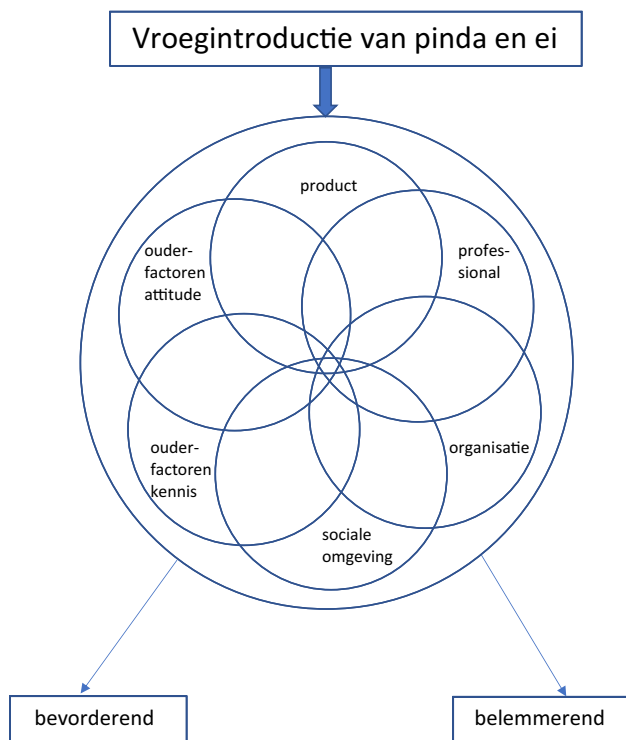 Vroegintroductie van pinda en ei
product
ouder-
factoren
attitude
profes-
sional
ouder-
factoren
kennis
organisatie
sociale
omgeving
bevorderend
belemmerend